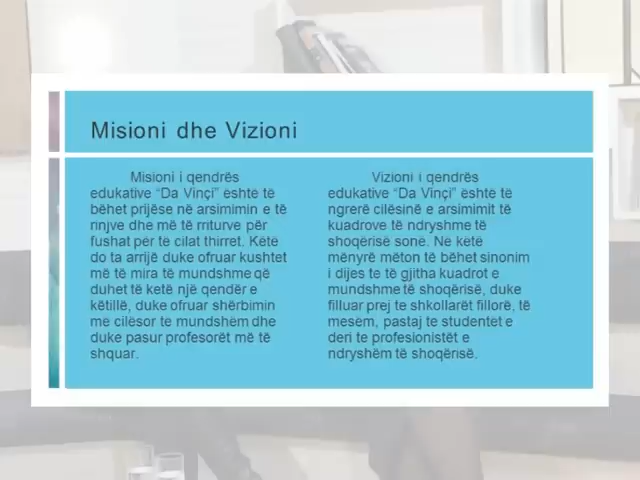 Misioni dhe Vizioni
Misioni i qendrës
edukative “Da Vinçi” është të
bëhet prijëse në arsimimin e të
rinjve dhe më të rriturve për
fushat për të cilat thirret. Këtë
do ta arrijë duke ofruar kushtet
më të mira të mundshme që
duhet të ketë një qendër e
këtillë, duke ofruar shërbimin
me cilësor të mundshëm dhe
duke pasur profesorët më të
shquar.
Vizioni i qendrës
edukative “Da Vinçi” është të
ngrerë cilësinë e arsimimit të
kuadrove të ndryshme të
shoqërisë sonë. Në këtë
mënyrë mëton të bëhet sinonim
i dijes te të gjitha kuadrot e
mundshme të shoqërisë, duke
filluar prej te shkollarët fillorë, të
mesëm, pastaj te studentët e
deri te profesionistët e
ndryshëm të shoqërisë.